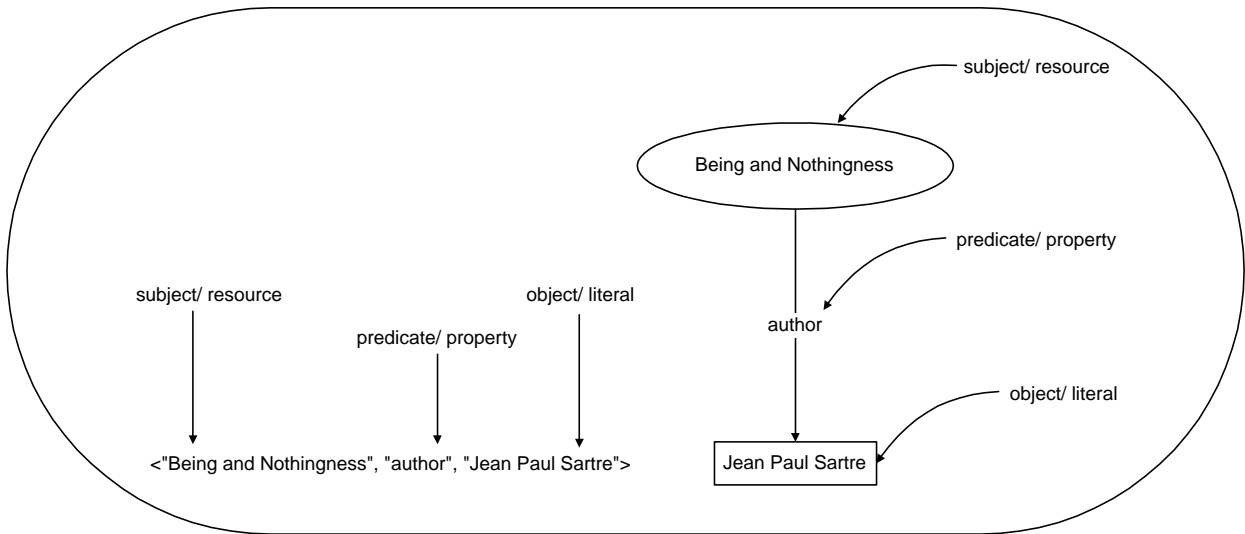 subject/ resource
Being and Nothingness
predicate/ property
subject/ resource
object/ literal
author
predicate/ property
object/ literal
<"Being and Nothingness", "author", "Jean Paul Sartre">
Jean Paul Sartre